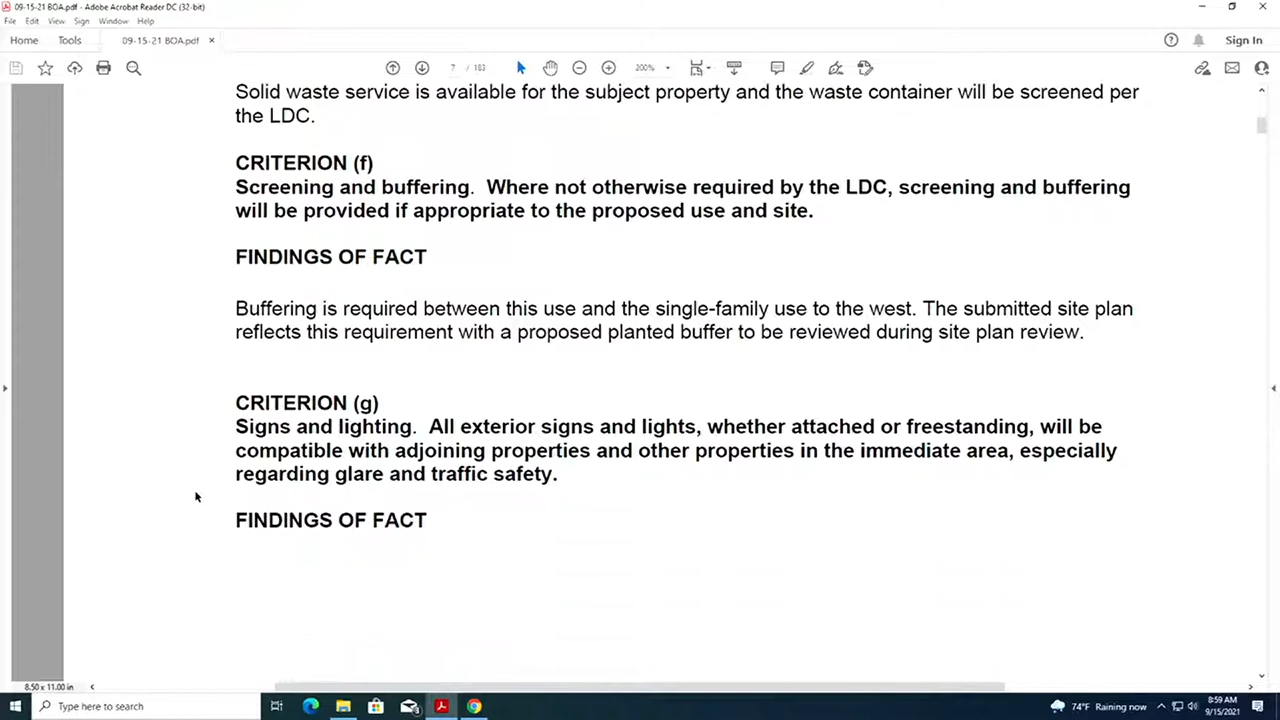 09-15-21 BOA.pdf - Adobe Acrobat Reader DC (32-bit)
File Edit View Sign Window Help
Home Tools 09-15-21 BOA.pdf × Sign In
7 / 183 200%
Solid waste service is available for the subject property and the waste container will be screened per
the LDC.
CRITERION (f)
Screening and buffering. Where not otherwise required by the LDC, screening and buffering
will be provided if appropriate to the proposed use and site.
FINDINGS OF FACT
Buffering is required between this use and the single-family use to the west. The submitted site plan
reflects this requirement with a proposed planted buffer to be reviewed during site plan review.
CRITERION (g)
Signs and lighting. All exterior signs and lights, whether attached or freestanding, will be
compatible with adjoining properties and other properties in the immediate area, especially
regarding glare and traffic safety.
FINDINGS OF FACT
8.50 x 11.00 in
Type here to search 74°F Raining now 8:59 AM
9/15/2021